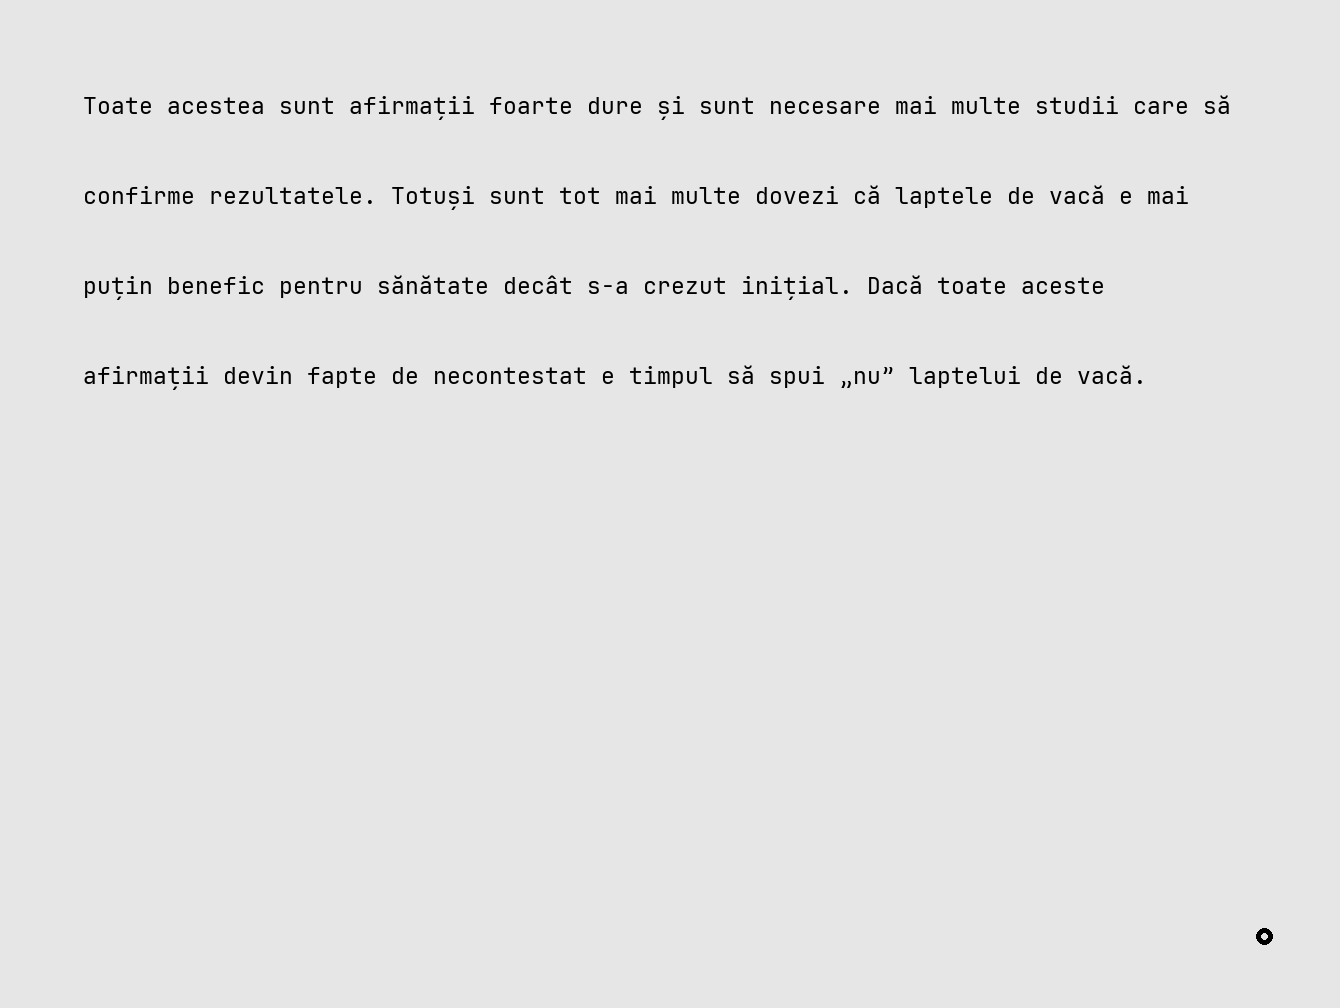 Toate acestea sunt afirmații foarte dure și sunt necesare mai multe studii care să
confirme rezultatele. Totuși sunt tot mai multe dovezi că laptele de vacă e mai
puțin benefic pentru sănătate decât s-a crezut inițial. Dacă toate aceste
afirmații devin fapte de necontestat e timpul să spui „nu” laptelui de vacă.